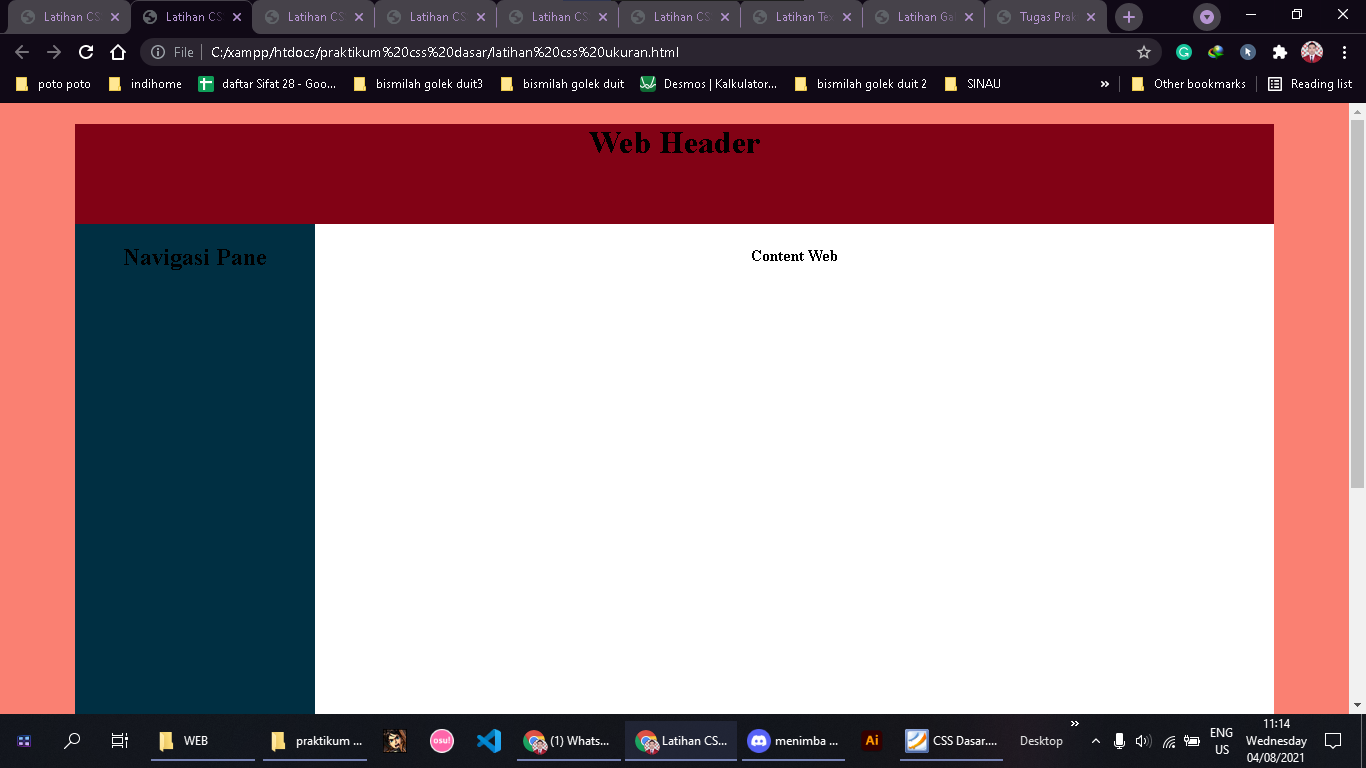 Latihan CS Latihan CS Latihan CS Latihan CS Latihan CS Latihan CS Latihan Tex Latihan Ga Tugas Prak
File C:/xampp/htdocs/praktikum%20css%20dasar/latihan%20css%20ukuran.html
poto poto indihome daftar Sifat 28 - Goo... bismilah golek duit3 bismilah golek duit Desmos | Kalkulator... bismilah golek duit 2 SINAU » Other bookmarks Reading list
Web Header
Navigasi Pane Content Web
WEB praktikum ... osu! (1) Whats... Latihan CS... menimba ... Ai CSS Dasar.... Desktop » ENG US 11:14
Wednesday
04/08/2021